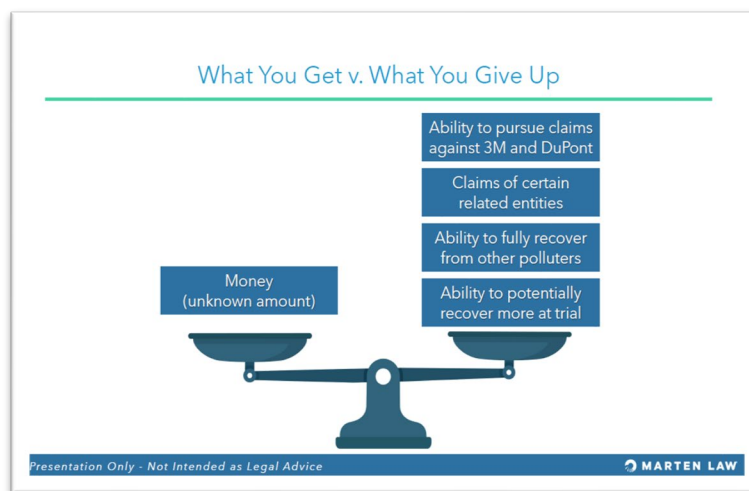 What You Get v. What You Give Up
Ability to pursue claims
against 3M and DuPont
Claims of certain
related entities
Ability to fully recover
from other polluters
Money
(unknown amount)
Ability to potentially
recover more at trial
Presentation Only - Not Intended as Legal Advice
MARTEN LAW